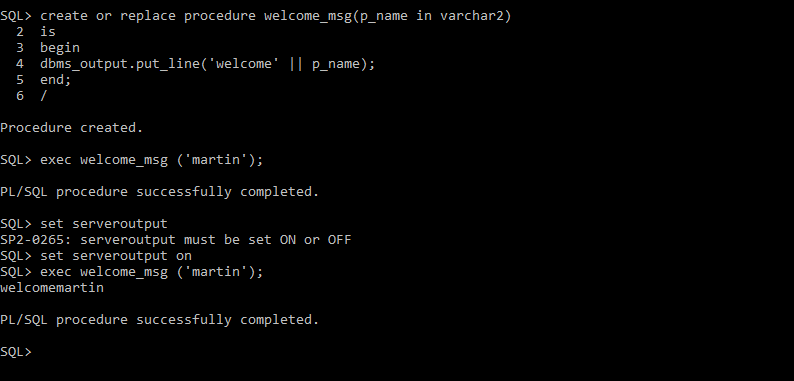 SQL> create or replace procedure welcome_msg(p_name in varchar2)
  2  is
  3  begin
  4  dbms_output.put_line('welcome' || p_name);
  5  end;
  6  /
Procedure created.
SQL> exec welcome_msg ('martin');
PL/SQL procedure successfully completed.
SQL> set serveroutput
SP2-0265: serveroutput must be set ON or OFF
SQL> set serveroutput on
SQL> exec welcome_msg ('martin');
welcomemartin
PL/SQL procedure successfully completed.
SQL>